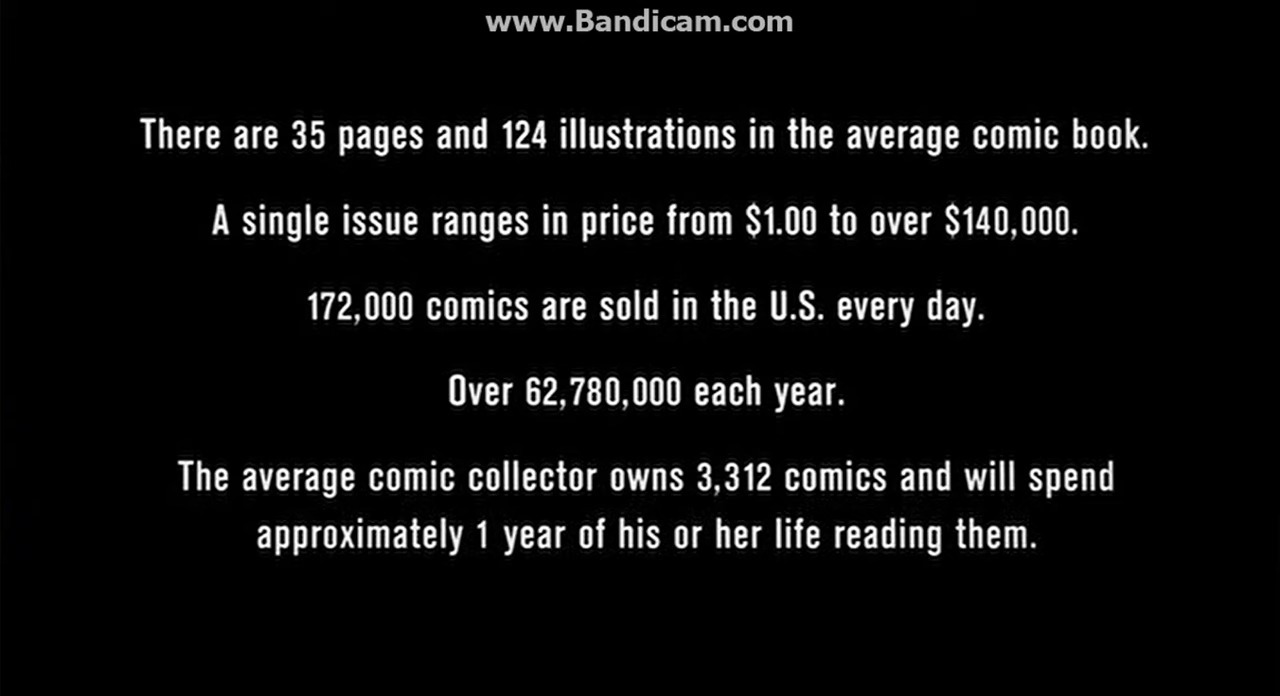 www.Bandicam.com
There are 35 pages and 124 illustrations in the average comic book.
A single issue ranges in price from $1.00 to over $140,000.
172,000 comics are sold in the U.S. every day.
Over 62,780,000 each year.
The average comic collector owns 3,312 comics and will spend
approximately 1 year of his or her life reading them.